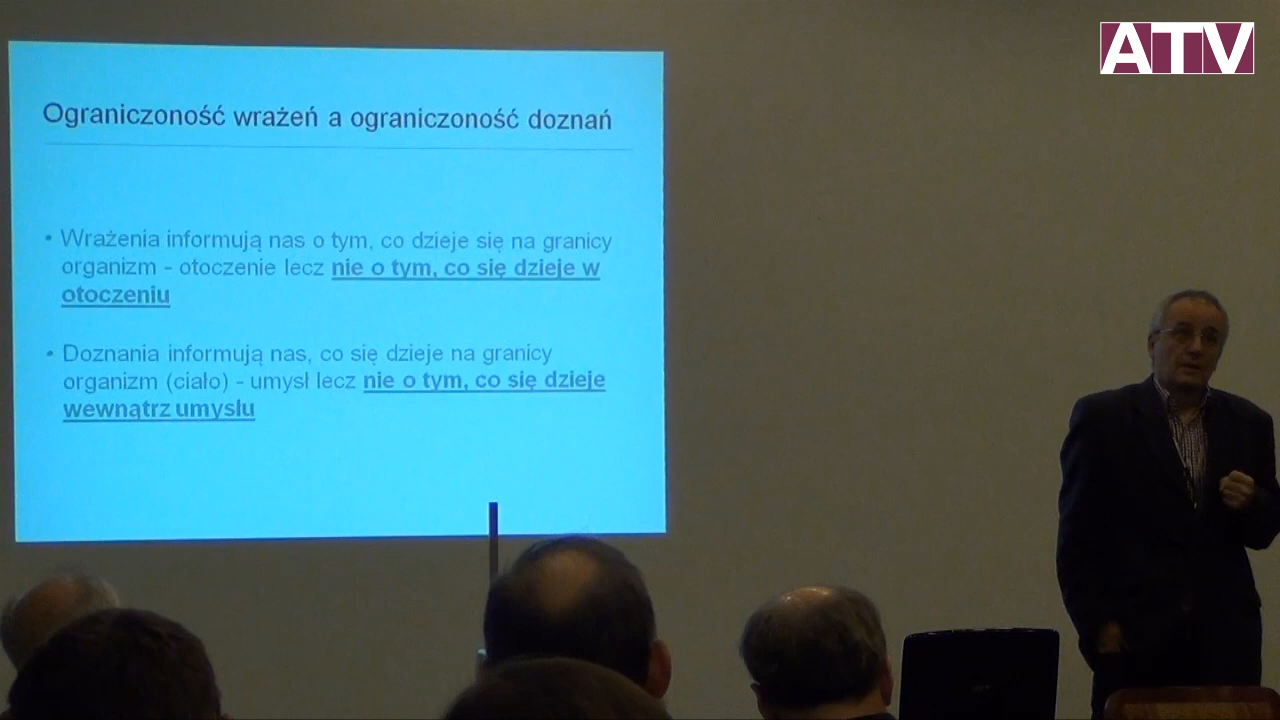 ATV
Ograniczoność wrażeń a ograniczoność doznań
• Wrażenia informują nas o tym, co dzieje się na granicy
organizm - otoczenie lecz nie o tym, co się dzieje w
otoczeniu
• Doznania informują nas, co się dzieje na granicy
organizm (ciało) - umysł lecz nie o tym, co się dzieje
wewnątrz umysłu